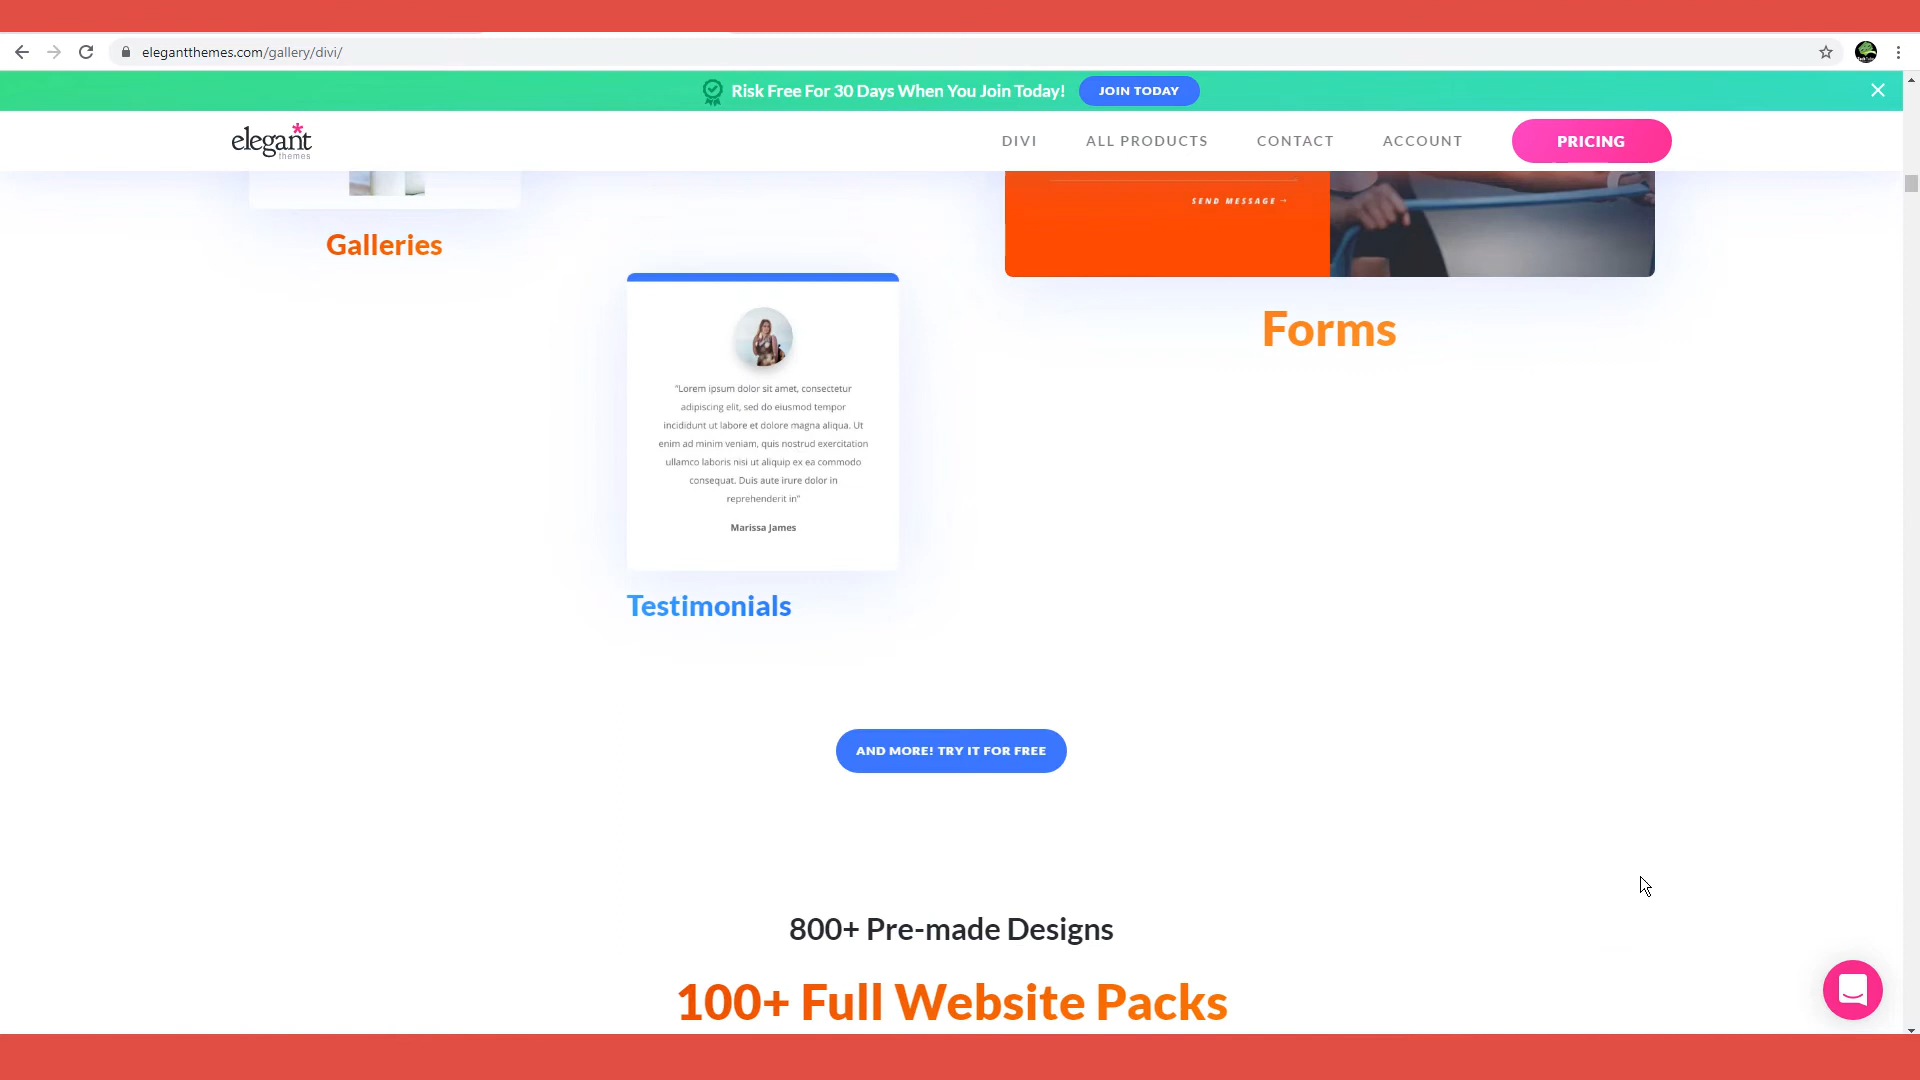 elegantthemes.com/gallery/divi/
Risk Free For 30 Days When You Join Today!
JOIN TODAY
elegant
themes
DIVI
ALL PRODUCTS
CONTACT
ACCOUNT
PRICING
SEND MESSAGE →
Galleries
Forms
"Lorem ipsum dolor sit amet, consectetur
adipiscing elit, sed do eiusmod tempor
incididunt ut labore et dolore magna aliqua. Ut
enim ad minim veniam, quis nostrud exercitation
ullamco laboris nisi ut aliquip ex ea commodo
consequat. Duis aute irure dolor in
reprehenderit in"
Marissa James
Testimonials
AND MORE! TRY IT FOR FREE
800+ Pre-made Designs
100+ Full Website Packs